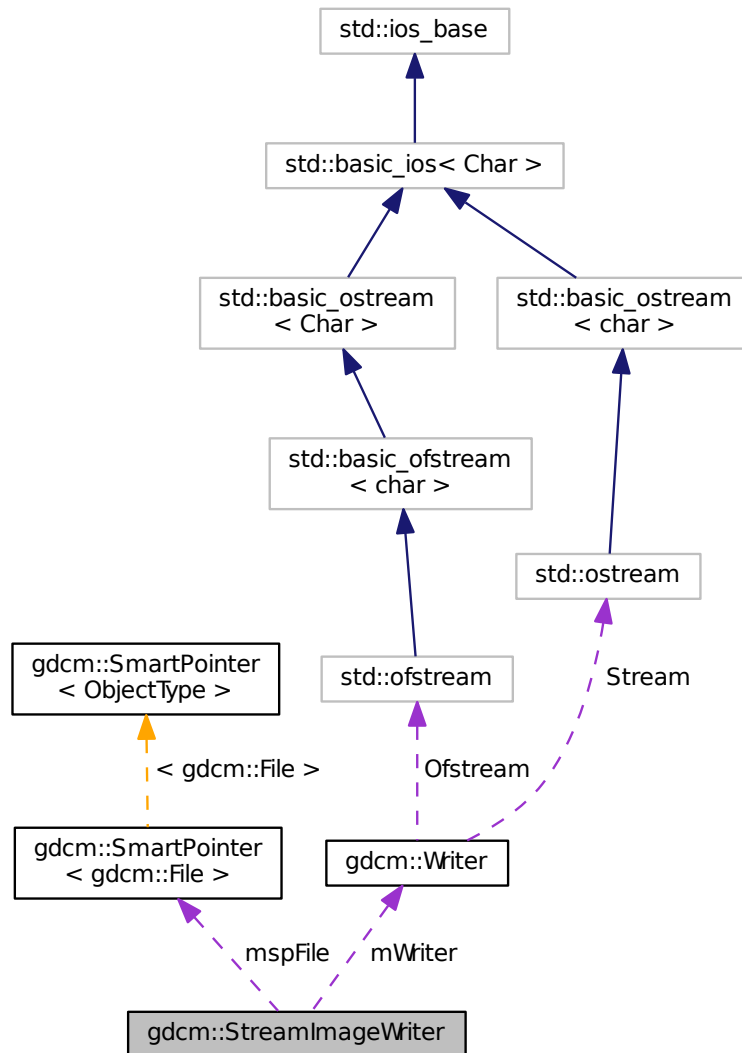 std::ios_base
std::basic_ios< Char >
std::basic_ostream
< Char >
std::basic_ostream
< char >
std::basic_ofstream
< char >
std::ostream
gdcm::SmartPointer
< ObjectType >
std::ofstream
Stream
< gdcm::File >
Ofstream
gdcm::SmartPointer
< gdcm::File >
gdcm::Writer
mspFile
mWriter
gdcm::StreamImageWriter